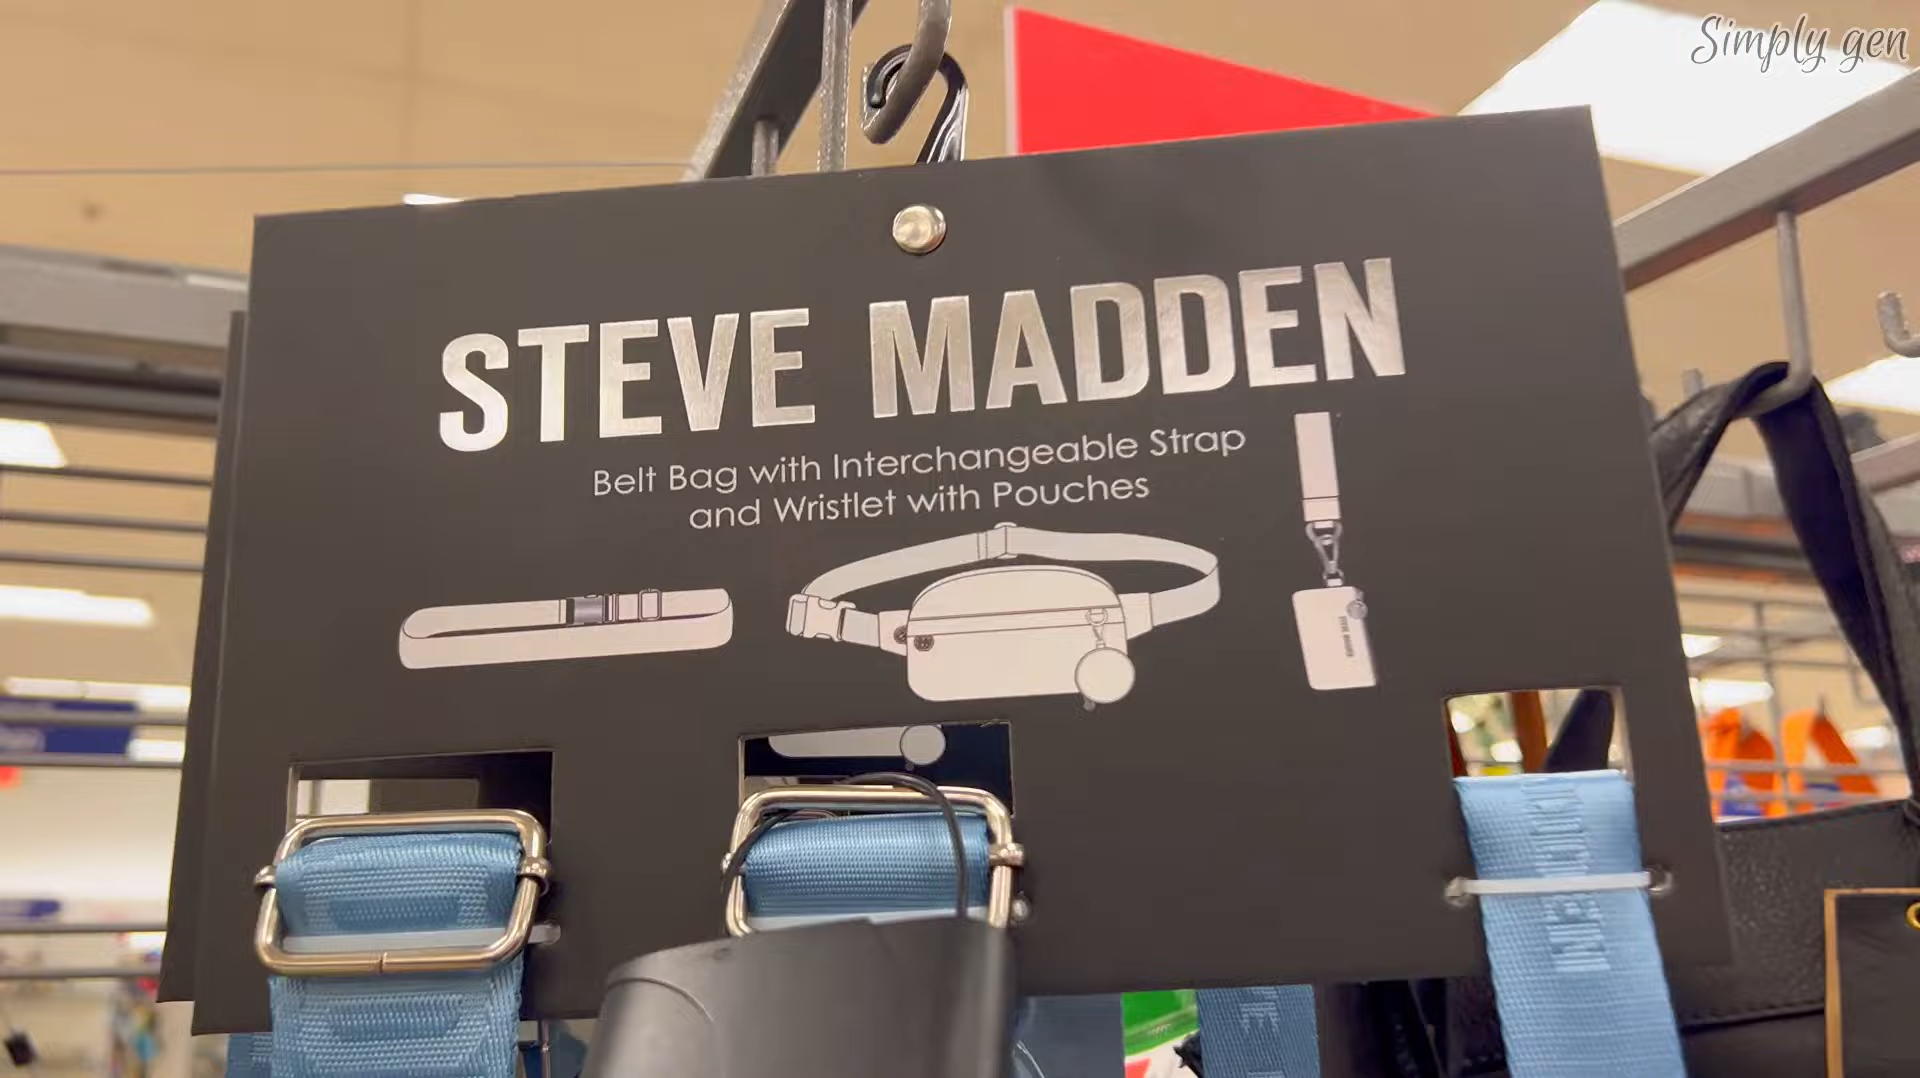 Simply gen
STEVE MADDEN
Belt Bag with Interchangeable Strap
and Wristlet with Pouches